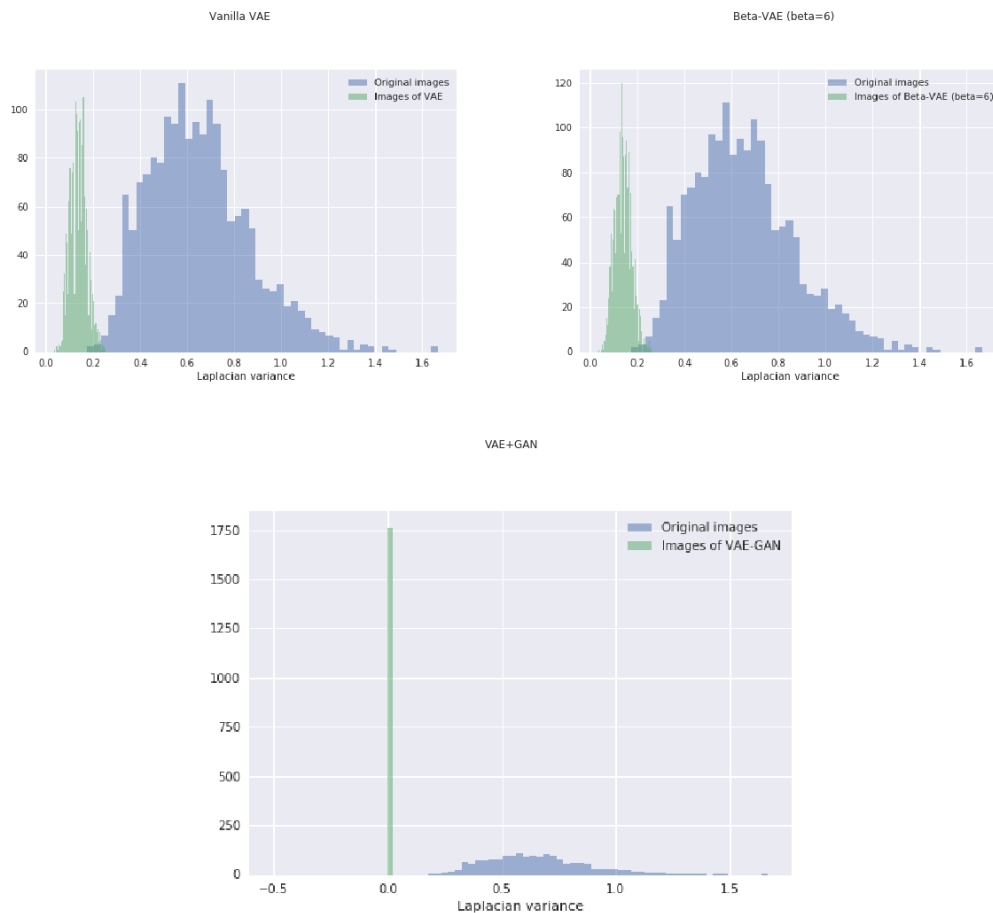 Vanilla VAE
Original images
Images of VAE
100
80
60
40
20
0
0.0 0.2 0.4 0.6 0.8 1.0 1.2 1.4 1.6
Laplacian variance
Beta-VAE (beta=6)
Original images
Images of Beta-VAE (beta=6)
120
100
80
60
40
20
0
0.0 0.2 0.4 0.6 0.8 1.0 1.2 1.4 1.6
Laplacian variance
VAE+GAN
Original images
Images of VAE-GAN
1750
1500
1250
1000
750
500
250
0
−0.5 0.0 0.5 1.0 1.5
Laplacian variance